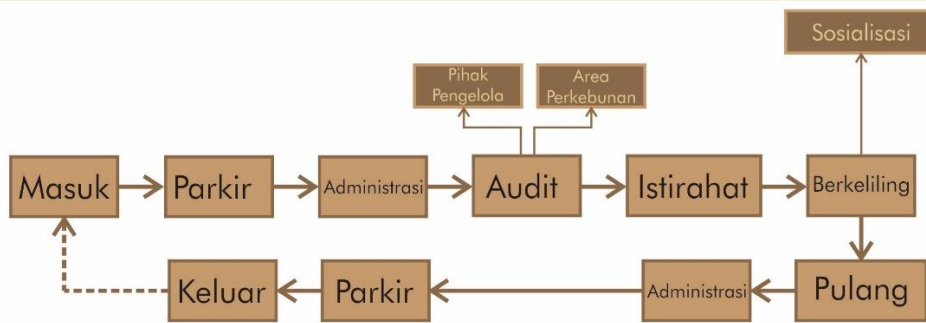 Sosialisasi
Pihak
Pengelola
Area
Perkebunan
Masuk
Parkir
Administrasi
Audit
Istirahat
Berkeliling
Keluar
Parkir
Administrasi
Pulang